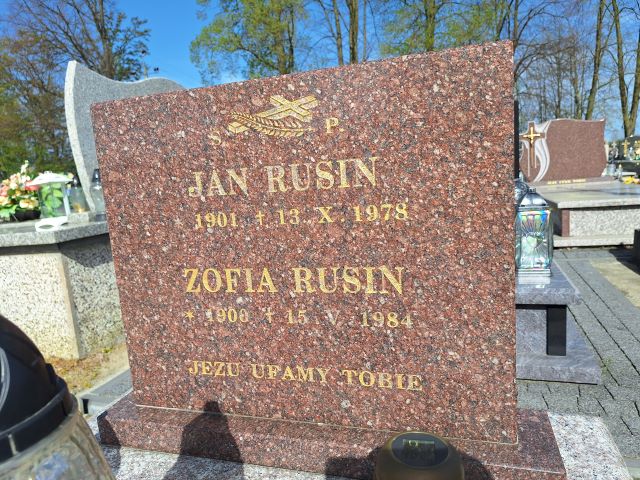 S. P.
JAN RUSIN
* 1901 † 13. X. 1978
ZOFIA RUSIN
* 1900 † 15. V. 1984
JEZU UFAMY TOBIE